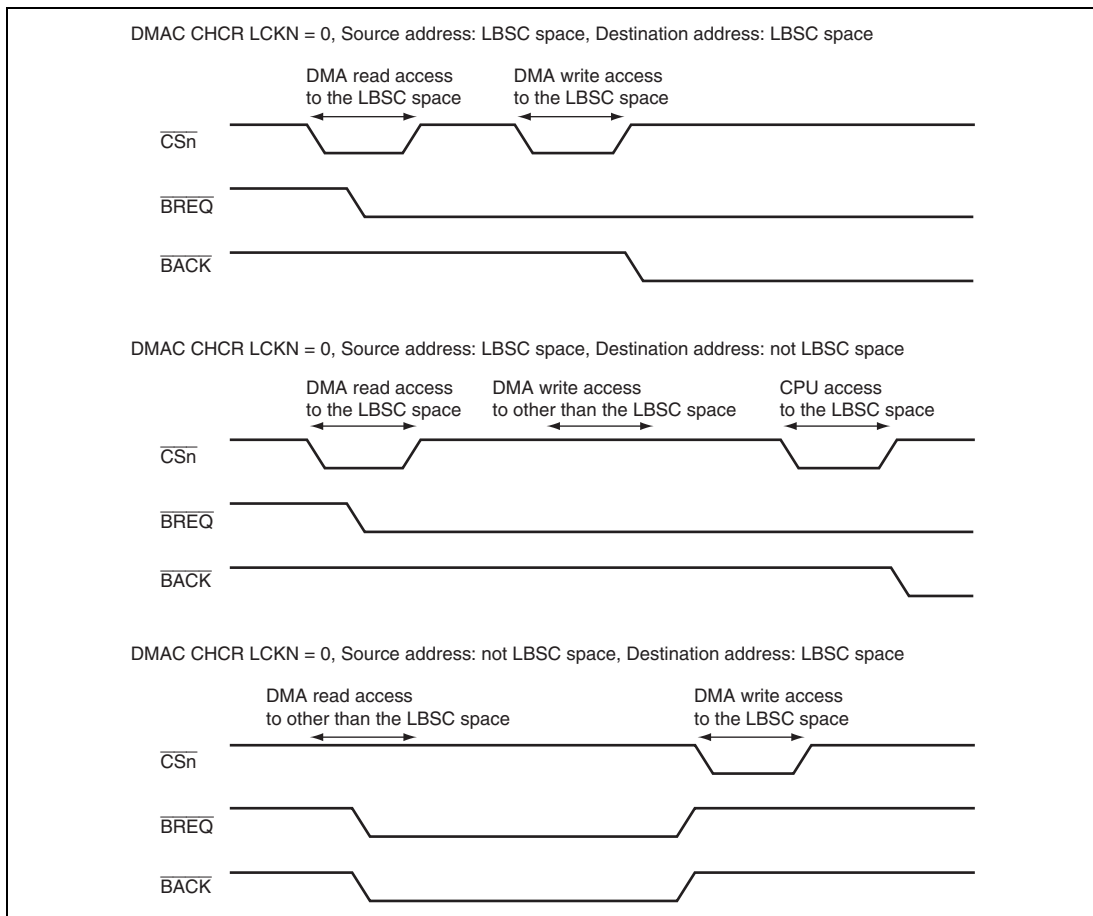 DMAC CHCR LCKN = 0, Source address: LBSC space, Destination address: LBSC space
DMA read access
to the LBSC space
DMA write access
to the LBSC space
CSn
BREQ
BACK
DMAC CHCR LCKN = 0, Source address: LBSC space, Destination address: not LBSC space
DMA read access
to the LBSC space
DMA write access
to other than the LBSC space
CPU access
to the LBSC space
CSn
BREQ
BACK
DMAC CHCR LCKN = 0, Source address: not LBSC space, Destination address: LBSC space
DMA read access
to other than the LBSC space
DMA write access
to the LBSC space
CSn
BREQ
BACK